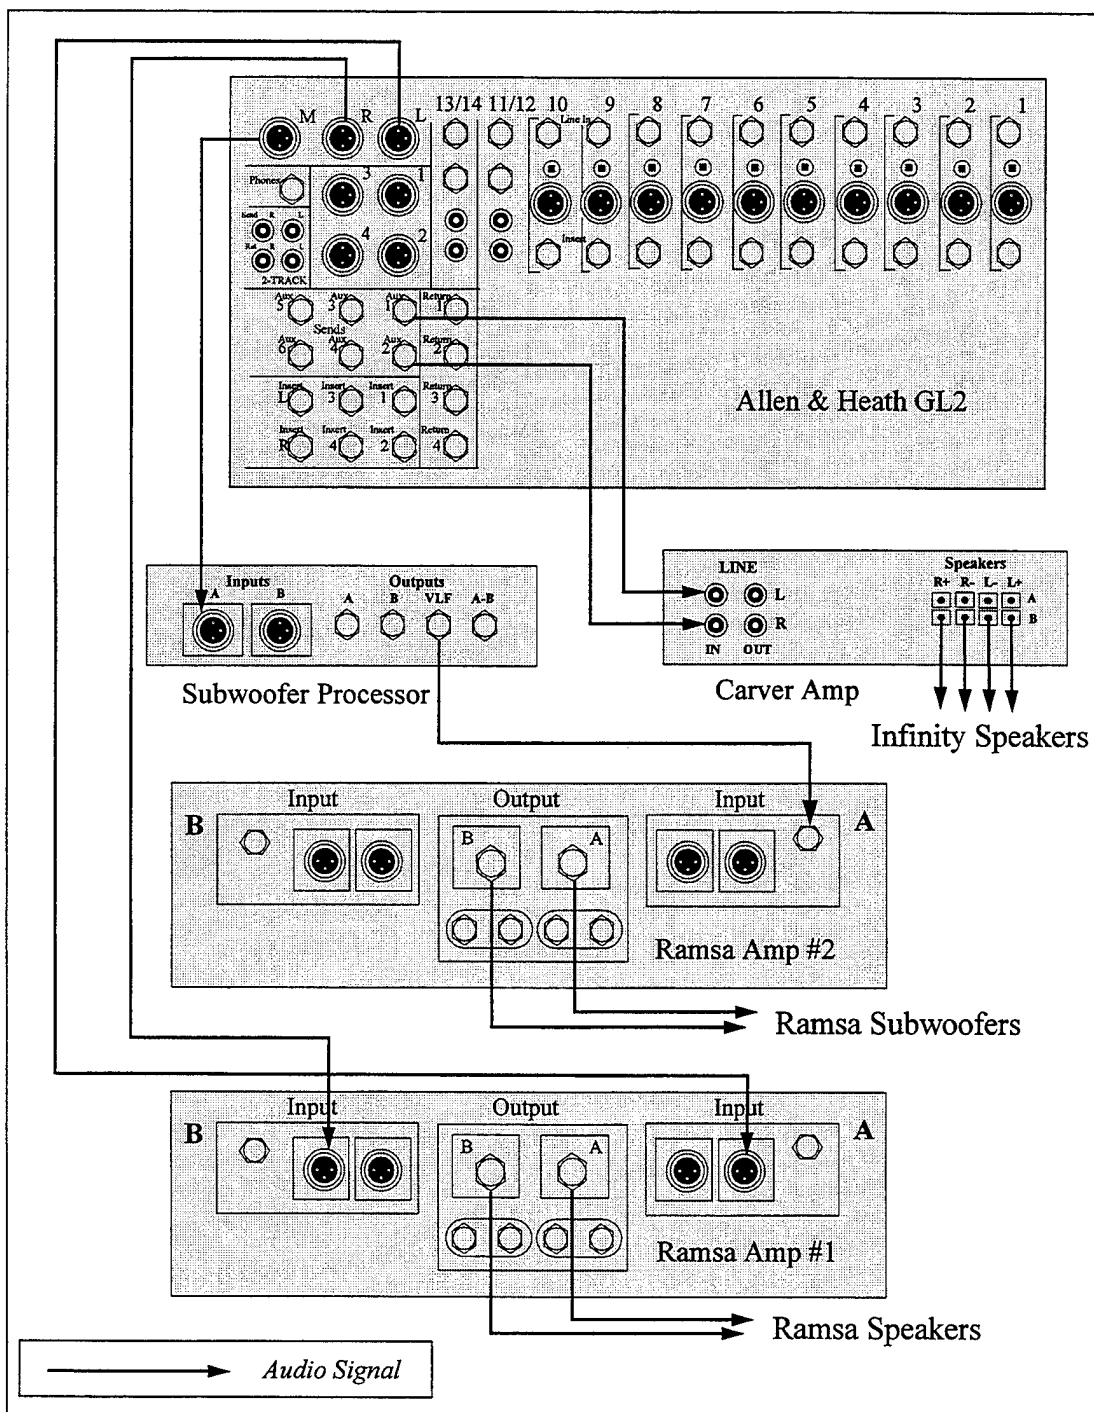 13/14 11/12 10 9 8 7 6 5 4 3 2 1
M R L
Line In
Phones
3 1
Send R L
Ret R L
4 2
2-TRACK
Insert
Aux 5 Aux 3 Aux 1 Return 1
Sends
Aux 6 Aux 4 Aux 2 Return 2
Insert L Insert 3 Insert 1 Return 3
Insert R Insert 4 Insert 2 Return 4
Allen & Heath GL2
Inputs
A B
Outputs
A B VLF A-B
Subwoofer Processor
LINE
L
R
IN OUT
Speakers
R+ R- L- L+
A
B
Carver Amp
Infinity Speakers
Input Output Input
B B A A
Ramsa Amp #2
Ramsa Subwoofers
Input Output Input
B B A A
Ramsa Amp #1
Ramsa Speakers
Audio Signal